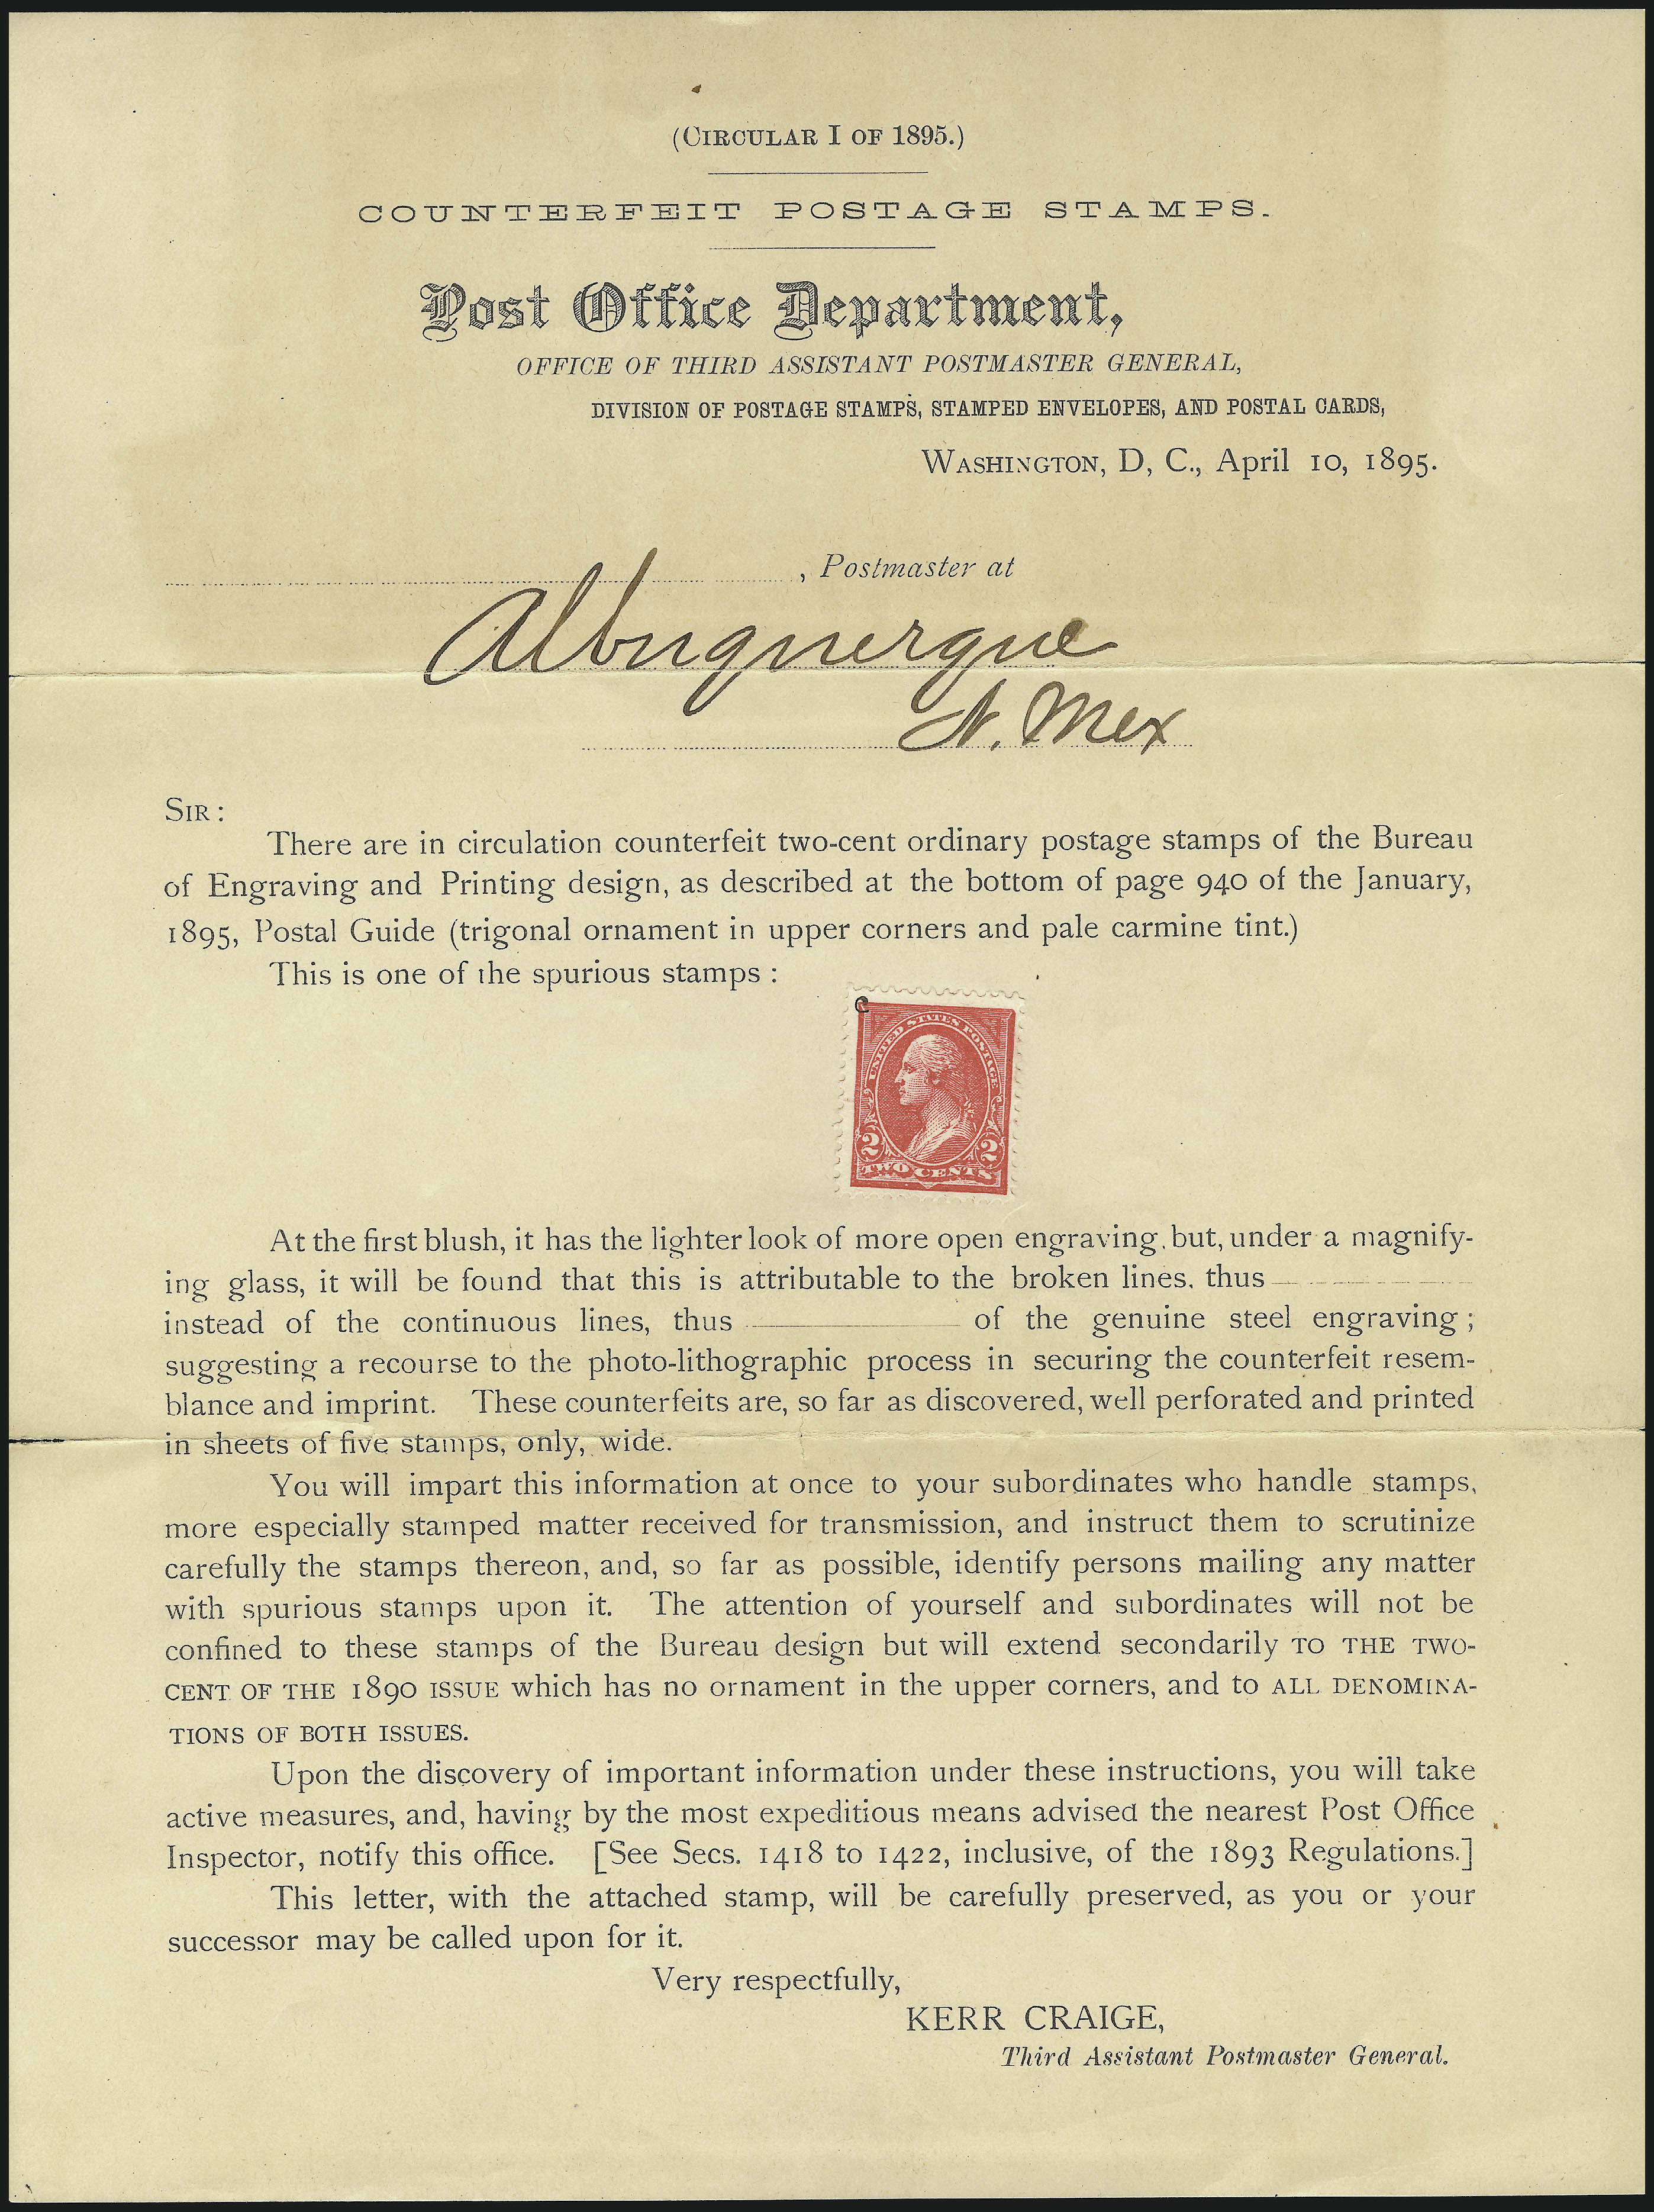 (CIRCULAR I OF 1895.)
COUNTERFEIT POSTAGE STAMPS.
Post Office Department,
OFFICE OF THIRD ASSISTANT POSTMASTER GENERAL,
DIVISION OF POSTAGE STAMPS, STAMPED ENVELOPES, AND POSTAL CARDS,
WASHINGTON, D, C., April 10, 1895.
, Postmaster at
Albuquerque
N. Mex
SIR :
There are in circulation counterfeit two-cent ordinary postage stamps of the Bureau
of Engraving and Printing design, as described at the bottom of page 940 of the January,
1895, Postal Guide (trigonal ornament in upper corners and pale carmine tint.)
This is one of the spurious stamps :
C
UNITED STATES POSTAGE
2 2
TWO CENTS
At the first blush, it has the lighter look of more open engraving, but, under a magnify-
ing glass, it will be found that this is attributable to the broken lines, thus
instead of the continuous lines, thus of the genuine steel engraving ;
suggesting a recourse to the photo-lithographic process in securing the counterfeit resem-
blance and imprint. These counterfeits are, so far as discovered, well perforated and printed
in sheets of five stamps, only, wide.
You will impart this information at once to your subordinates who handle stamps,
more especially stamped matter received for transmission, and instruct them to scrutinize
carefully the stamps thereon, and, so far as possible, identify persons mailing any matter
with spurious stamps upon it. The attention of yourself and subordinates will not be
confined to these stamps of the Bureau design but will extend secondarily TO THE TWO-
CENT OF THE 1890 ISSUE which has no ornament in the upper corners, and to ALL DENOMINA-
TIONS OF BOTH ISSUES.
Upon the discovery of important information under these instructions, you will take
active measures, and, having by the most expeditious means advised the nearest Post Office
Inspector, notify this office. [See Secs. 1418 to 1422, inclusive, of the 1893 Regulations.]
This letter, with the attached stamp, will be carefully preserved, as you or your
successor may be called upon for it.
Very respectfully,
KERR CRAIGE,
Third Assistant Postmaster General.